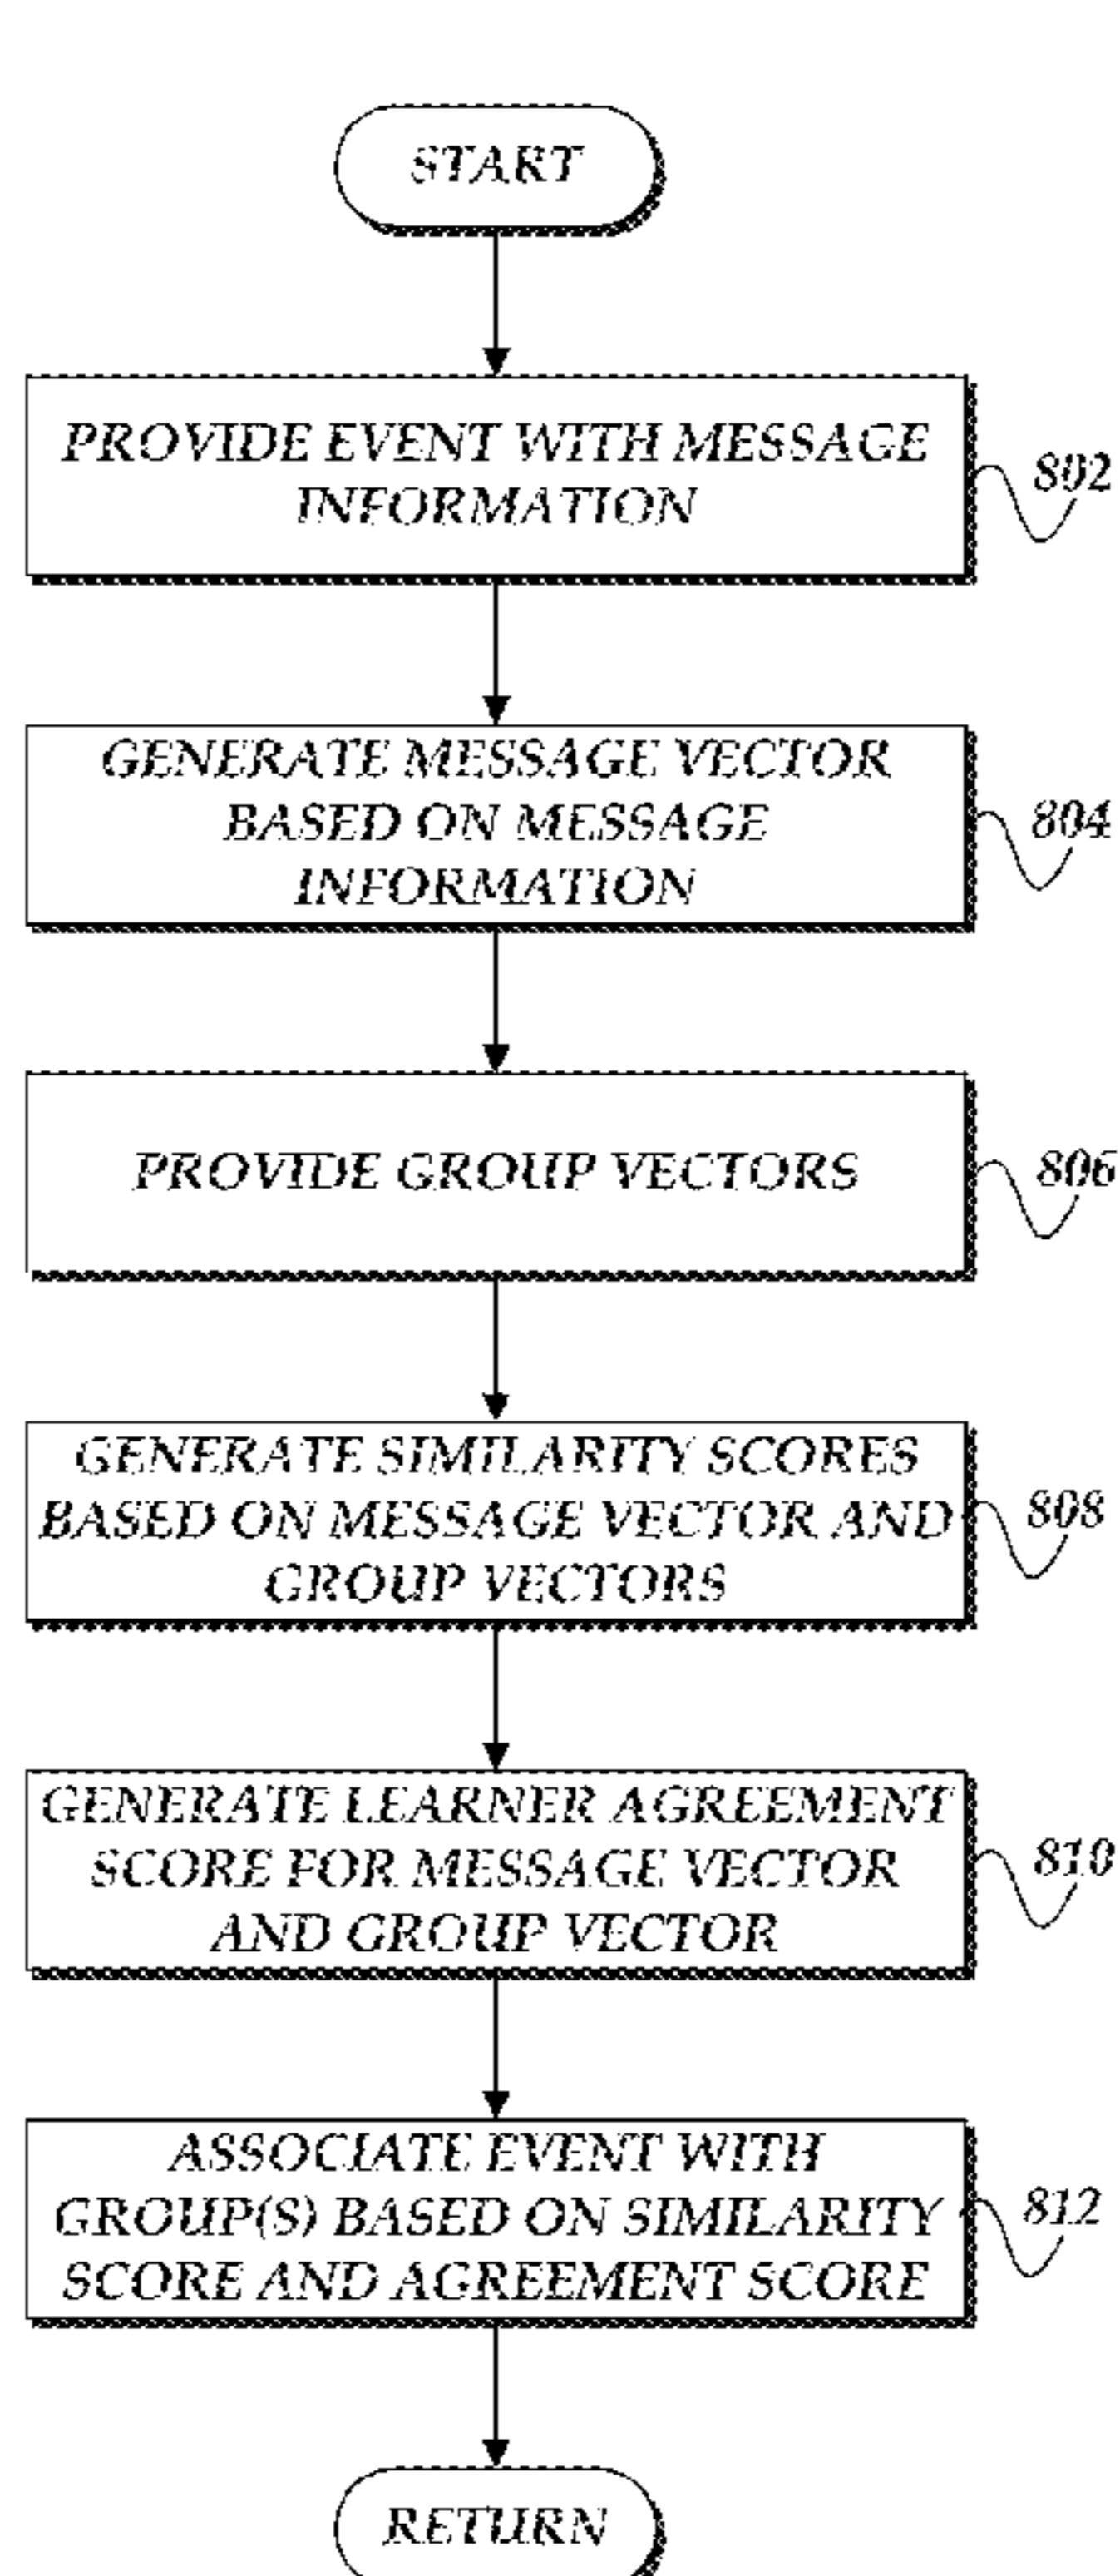 START
PROVIDE EVENT WITH MESSAGE
INFORMATION
802
GENERATE MESSAGE VECTOR
BASED ON MESSAGE
INFORMATION
804
PROVIDE GROUP VECTORS
806
GENERATE SIMILARITY SCORES
BASED ON MESSAGE VECTOR AND
GROUP VECTORS
808
GENERATE LEARNER AGREEMENT
SCORE FOR MESSAGE VECTOR
AND GROUP VECTOR
810
ASSOCIATE EVENT WITH
GROUP(S) BASED ON SIMILARITY
SCORE AND AGREEMENT SCORE
812
RETURN